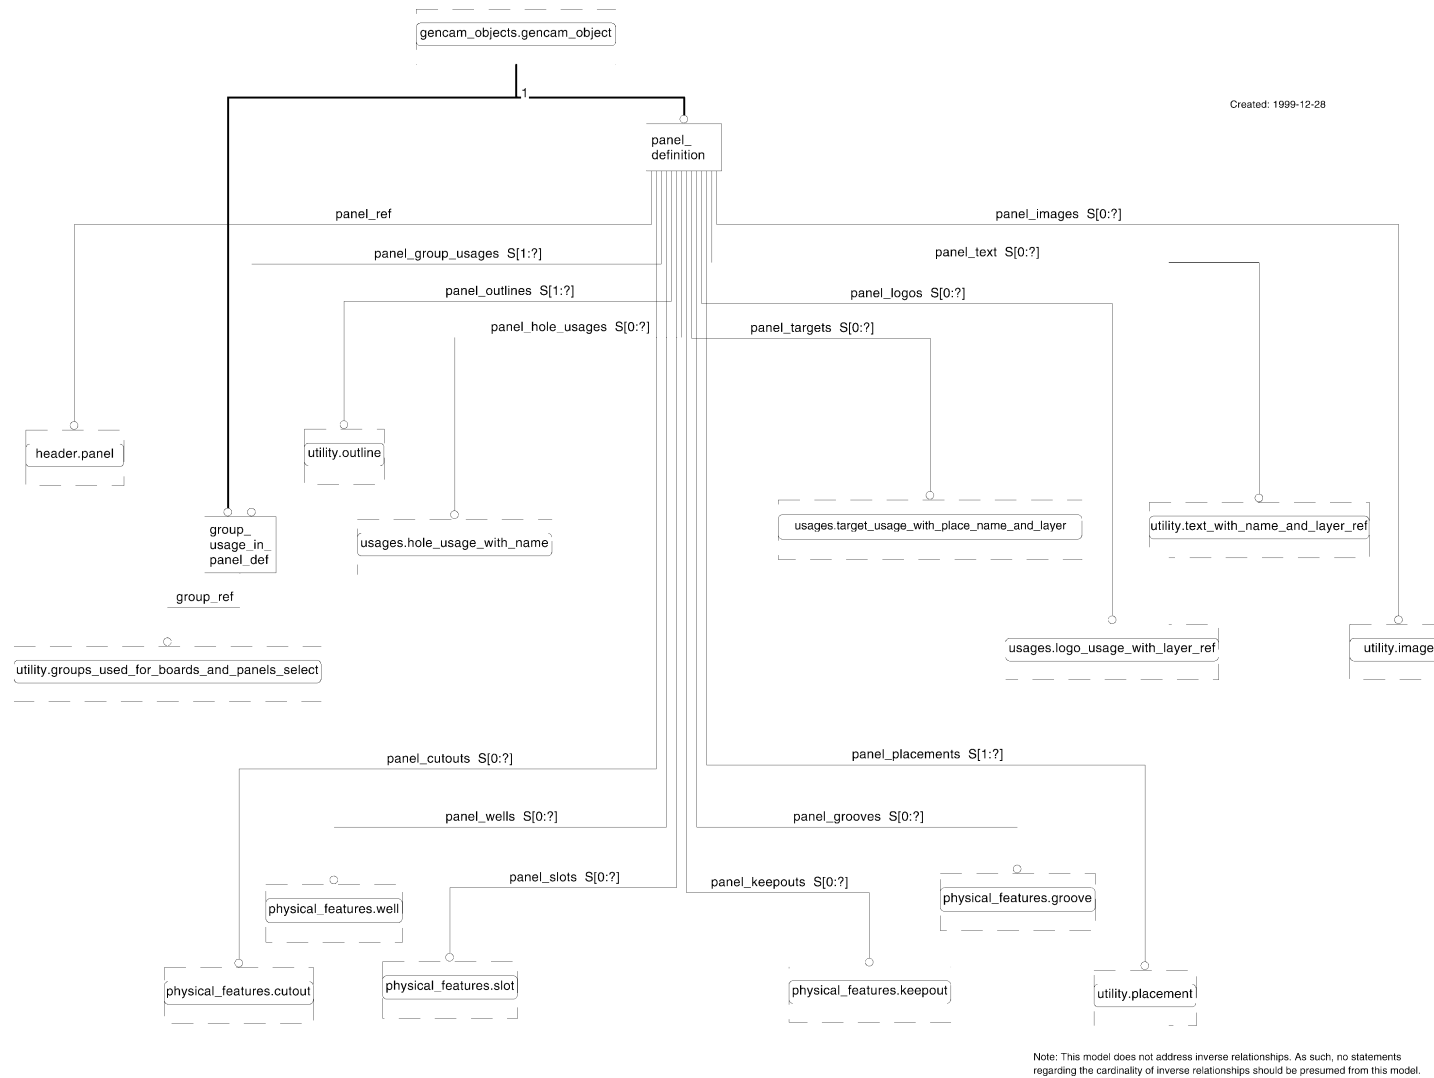 gencam_objects.gencam_object
1
Created: 1999-12-28
panel_
definition
panel_ref
panel_images S[0:?]
panel_group_usages S[1:?]
panel_text S[0:?]
panel_outlines S[1:?]
panel_logos S[0:?]
panel_hole_usages S[0:?]
panel_targets S[0:?]
header.panel
utility.outline
group_
usage_in_
panel_def
usages.hole_usage_with_name
usages.target_usage_with_place_name_and_layer
utility.text_with_name_and_layer_ref
group_ref
utility.groups_used_for_boards_and_panels_select
usages.logo_usage_with_layer_ref
utility.image
panel_cutouts S[0:?]
panel_placements S[1:?]
panel_wells S[0:?]
panel_grooves S[0:?]
panel_slots S[0:?]
panel_keepouts S[0:?]
physical_features.well
physical_features.groove
physical_features.cutout
physical_features.slot
physical_features.keepout
utility.placement
Note: This model does not address inverse relationships. As such, no statements
regarding the cardinality of inverse relationships should be presumed from this model.